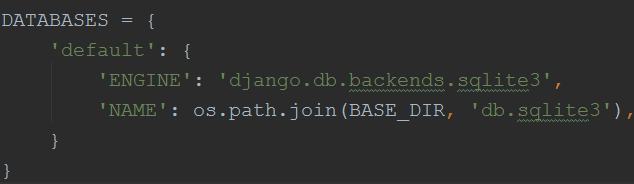 DATABASES = {
    'default': {
        'ENGINE': 'django.db.backends.sqlite3',
        'NAME': os.path.join(BASE_DIR, 'db.sqlite3'),
    }
}